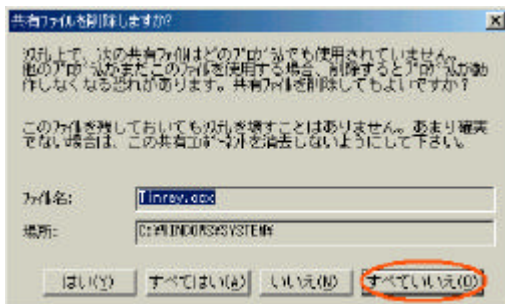 共有ﾌｧｲﾙを削除しますか?
ｼｽﾃﾑ上で、次の共有ﾌｧｲﾙはどのﾌﾟﾛｸﾞﾗﾑでも使用されていません。
他のﾌﾟﾛｸﾞﾗﾑがまだこのﾌｧｲﾙを使用する場合、削除するとﾌﾟﾛｸﾞﾗﾑが動
作しなくなる恐れがあります。共有ﾌｧｲﾙを削除してもよいですか?
このﾌｧｲﾙを残しておいてもｼｽﾃﾑを壊すことはありません。あまり確実
でない場合は、この共有ｺﾝﾎﾟｰﾈﾝﾄを消去しないようにして下さい。
ﾌｧｲﾙ名: Tinray.ocx
場所: C:¥WINDOWS¥SYSTEM¥
はい(Y) すべてはい(A) いいえ(N) すべていいえ(O)